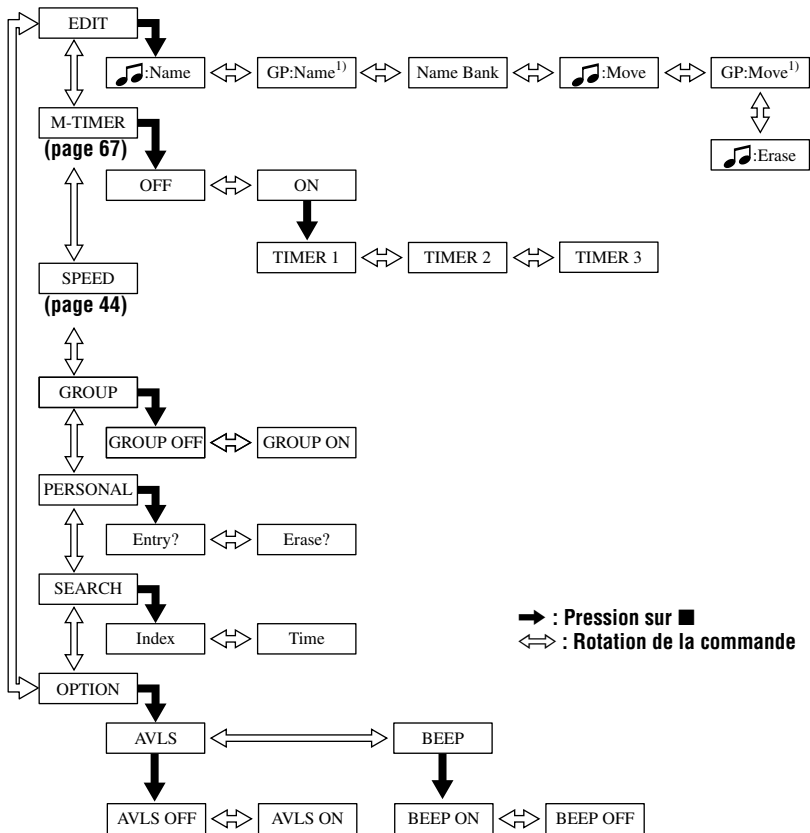 EDIT
♫:Name GP:Name1) Name Bank ♫:Move GP:Move1)
M-TIMER
(page 67)
♫:Erase
OFF ON
TIMER 1 TIMER 2 TIMER 3
SPEED
(page 44)
GROUP
GROUP OFF GROUP ON
PERSONAL
Entry? Erase?
SEARCH
➡ : Pression sur ■
Index Time
⇔ : Rotation de la commande
OPTION
AVLS BEEP
AVLS OFF AVLS ON BEEP ON BEEP OFF